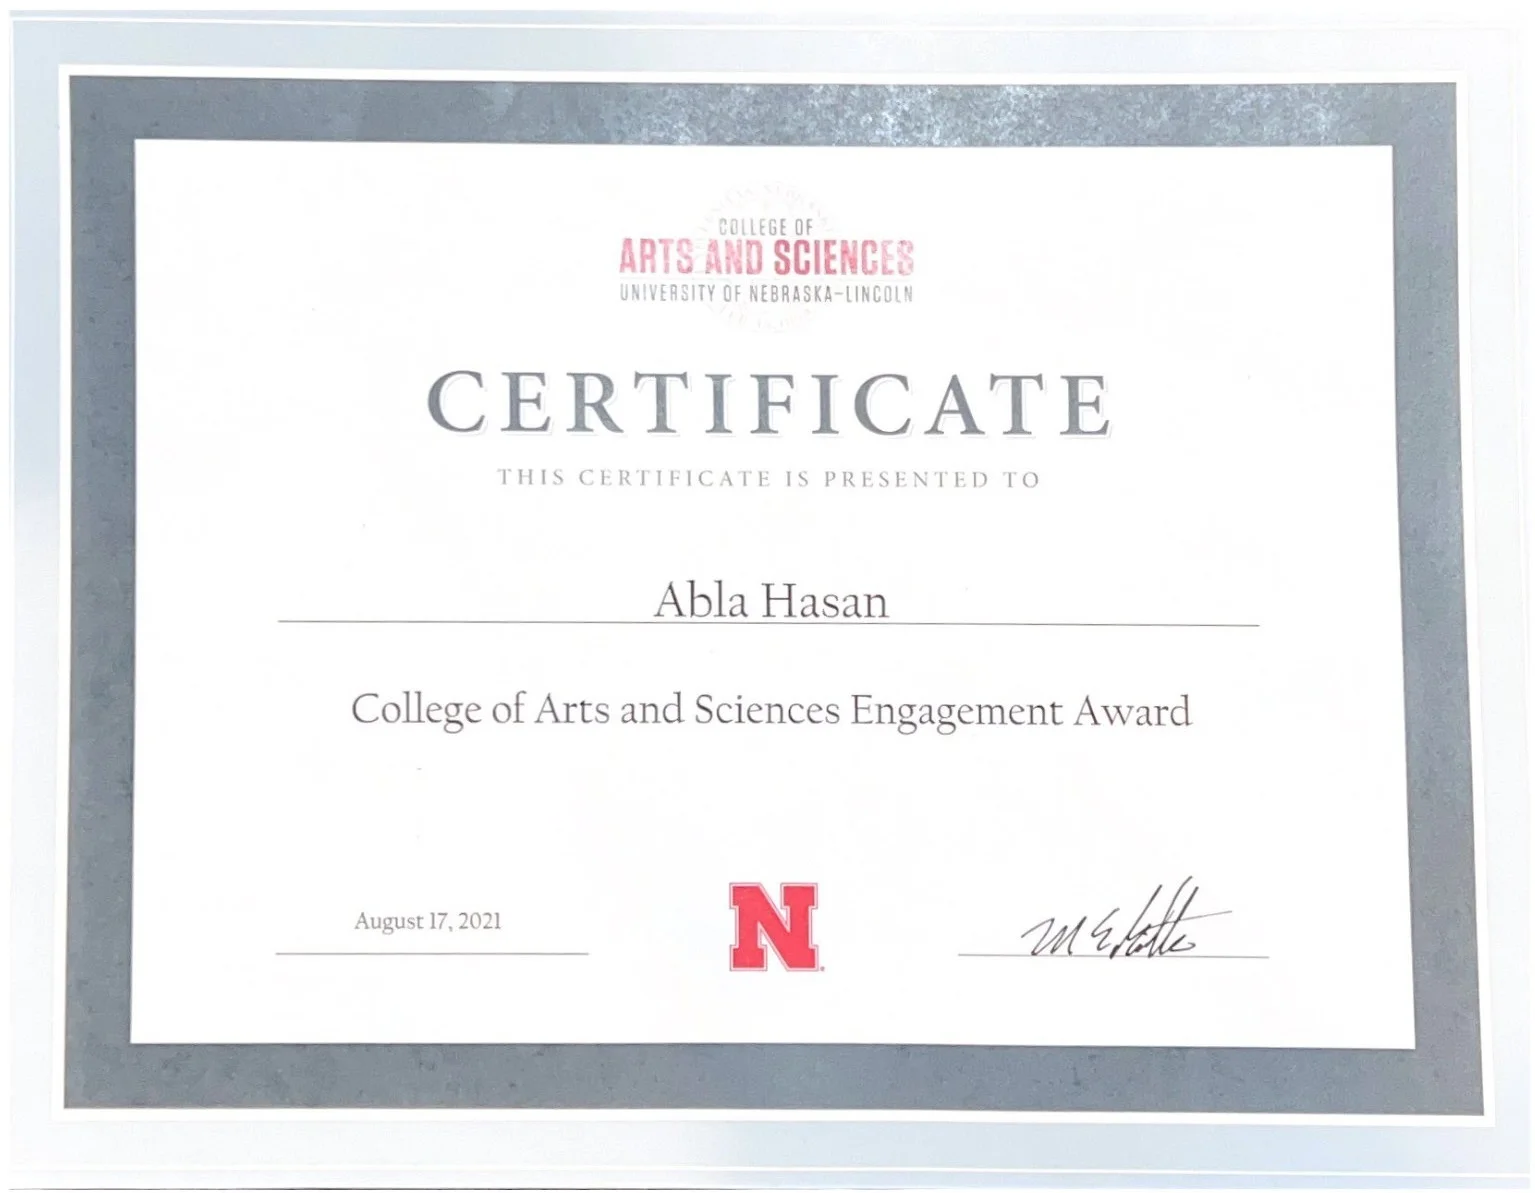 COLLEGE OF
ARTS AND SCIENCES
UNIVERSITY OF NEBRASKA–LINCOLN
CERTIFICATE
THIS CERTIFICATE IS PRESENTED TO
Abla Hasan
College of Arts and Sciences Engagement Award
August 17, 2021
N